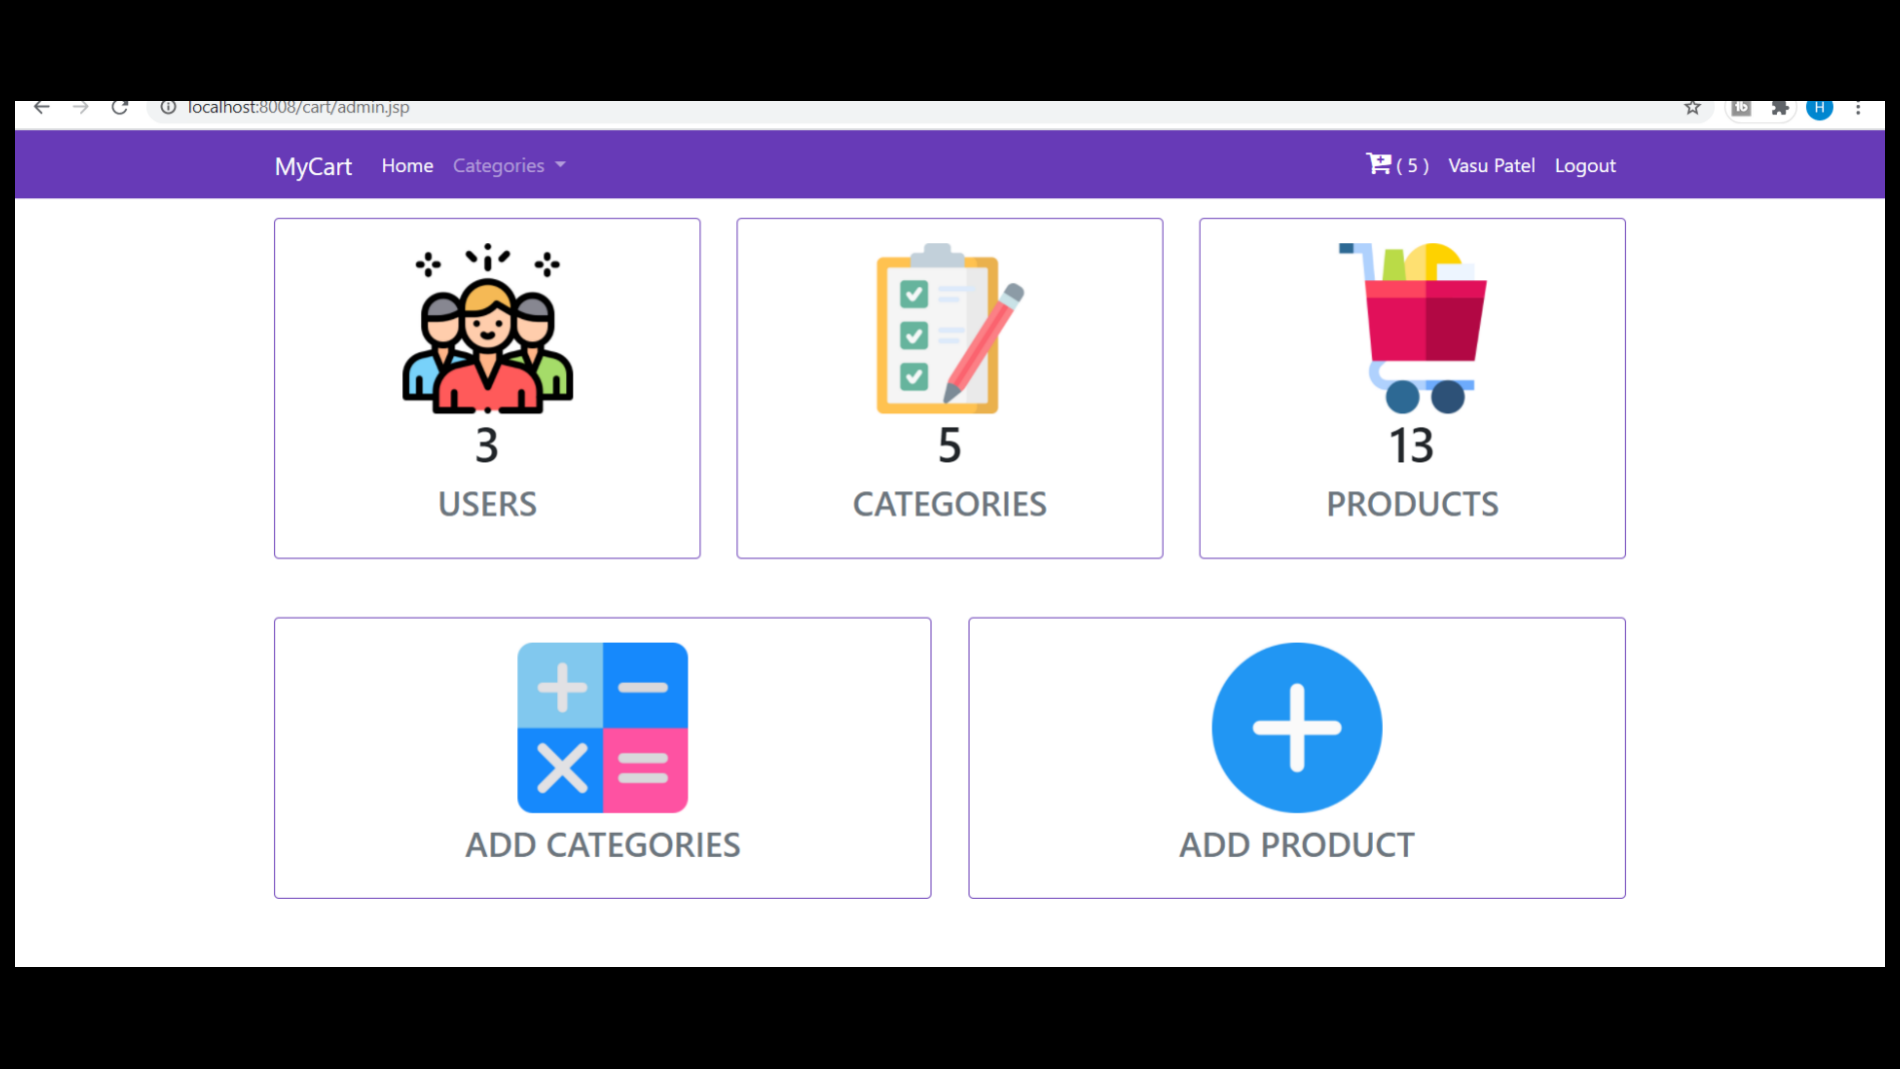 localhost:8008/cart/admin.jsp
H
MyCart Home Categories ( 5 ) Vasu Patel Logout
3 5 13
USERS CATEGORIES PRODUCTS
ADD CATEGORIES ADD PRODUCT